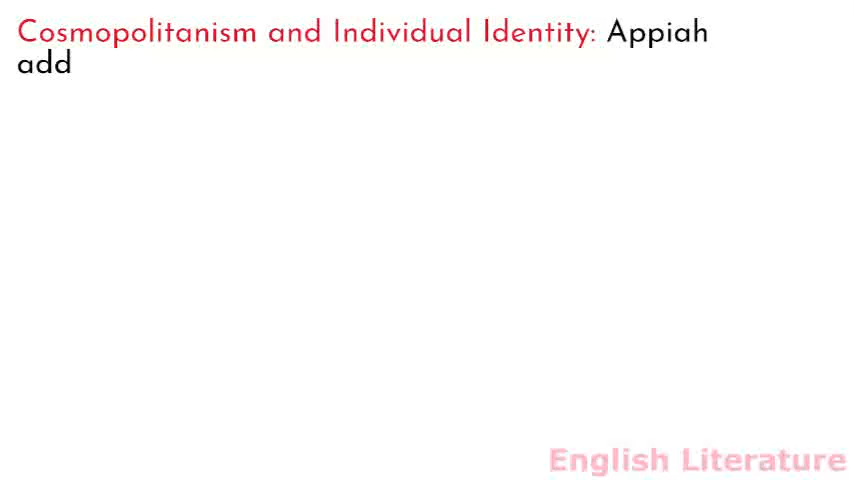 Cosmopolitanism and Individual Identity: Appiah
add
English Literature